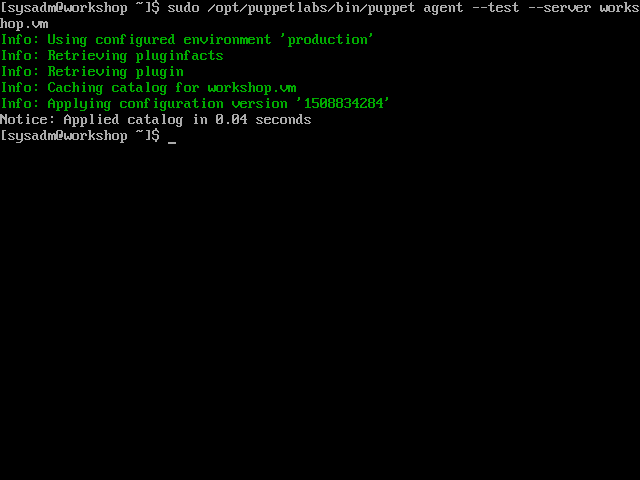 [sysadm@workshop ~]$ sudo /opt/puppetlabs/bin/puppet agent --test --server works
hop.vm
Info: Using configured environment 'production'
Info: Retrieving pluginfacts
Info: Retrieving plugin
Info: Caching catalog for workshop.vm
Info: Applying configuration version '1508834284'
Notice: Applied catalog in 0.04 seconds
[sysadm@workshop ~]$ _